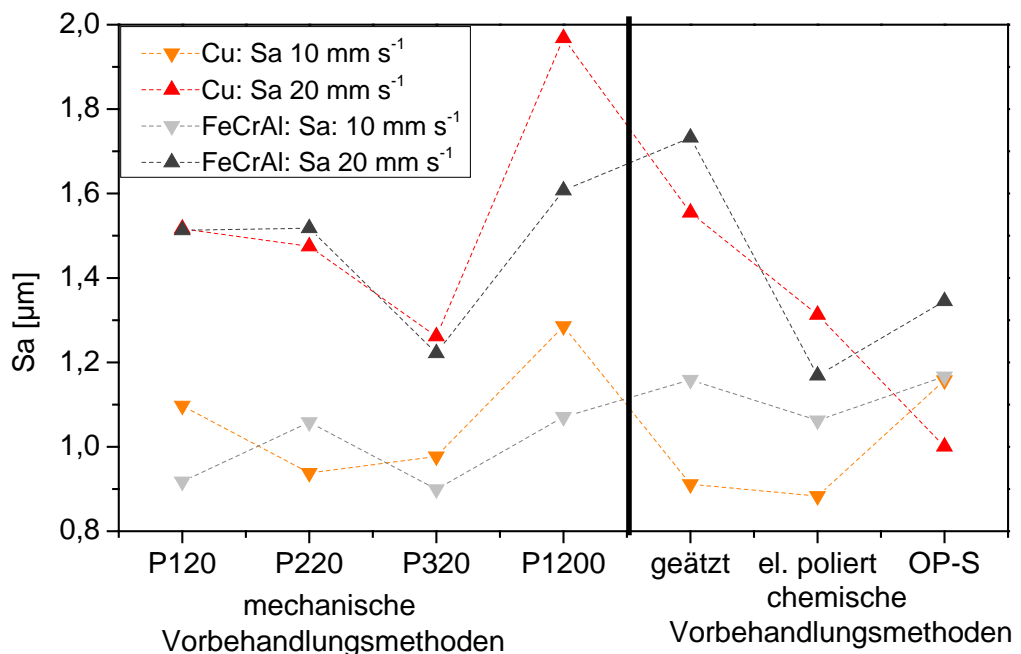 2,0
1,8
1,6
1,4
1,2
1,0
0,8
Sa [µm]
Cu: Sa 10 mm s⁻¹
Cu: Sa 20 mm s⁻¹
FeCrAl: Sa: 10 mm s⁻¹
FeCrAl: Sa 20 mm s⁻¹
P120 P220 P320 P1200 geätzt el. poliert OP-S
mechanische
Vorbehandlungsmethoden
chemische
Vorbehandlungsmethoden